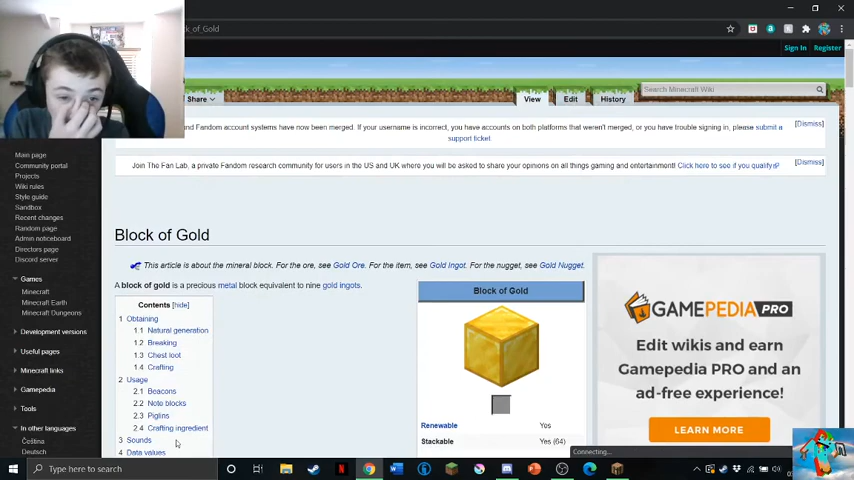 ck_of_Gold
Sign In Register
Share
View Edit History
Search Minecraft Wiki
and Fandom account systems have now been merged. If your username is incorrect, you have accounts on both platforms that weren't merged, or you have trouble signing in, please submit a
support ticket.
[Dismiss]
Join The Fan Lab, a private Fandom research community for users in the US and UK where you will be asked to share your opinions on all things gaming and entertainment! Click here to see if you qualify
[Dismiss]
Main page
Community portal
Projects
Wiki rules
Style guide
Sandbox
Recent changes
Random page
Admin noticeboard
Directors page
Discord server
Games
Minecraft
Minecraft Earth
Minecraft Dungeons
Development versions
Useful pages
Minecraft links
Gamepedia
Tools
In other languages
Čeština
Deutsch
Block of Gold
This article is about the mineral block. For the ore, see Gold Ore. For the item, see Gold Ingot. For the nugget, see Gold Nugget.
A block of gold is a precious metal block equivalent to nine gold ingots.
Contents [hide]
1 Obtaining
1.1 Natural generation
1.2 Breaking
1.3 Chest loot
1.4 Crafting
2 Usage
2.1 Beacons
2.2 Note blocks
2.3 Piglins
2.4 Crafting ingredient
3 Sounds
4 Data values
Block of Gold
Renewable Yes
Stackable Yes (64)
GAMEPEDIA PRO
Edit wikis and earn
Gamepedia PRO and an
ad-free experience!
LEARN MORE
Connecting...
Type here to search